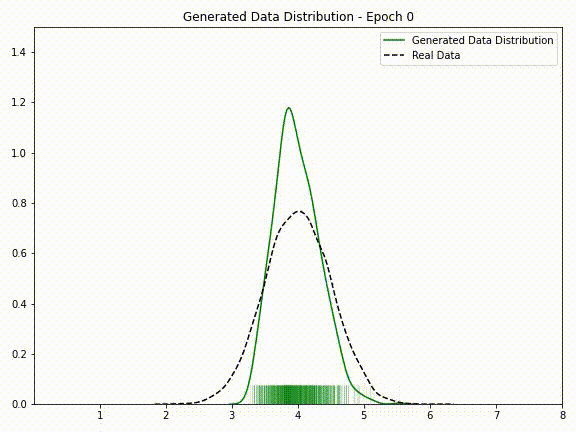 Generated Data Distribution - Epoch 0
Generated Data Distribution
Real Data
1.4
1.2
1.0
0.8
0.6
0.4
0.2
0.0
1 2 3 4 5 6 7 8